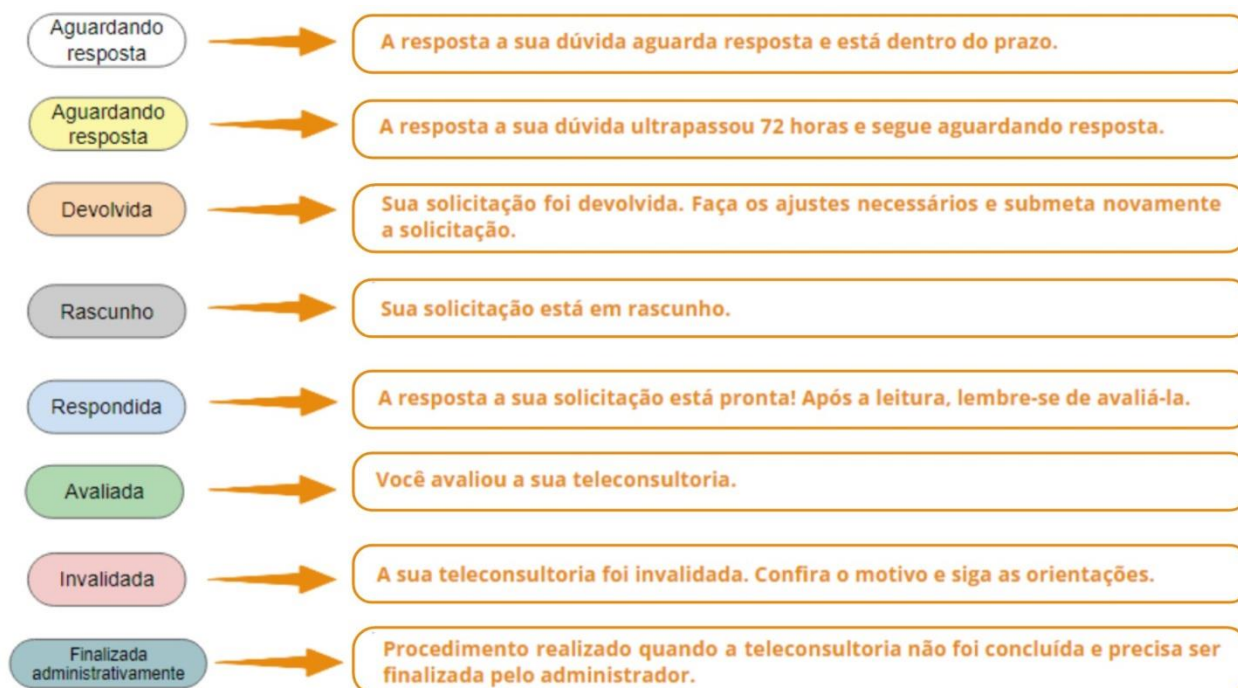 Aguardando
resposta
A resposta a sua dúvida aguarda resposta e está dentro do prazo.
Aguardando
resposta
A resposta a sua dúvida ultrapassou 72 horas e segue aguardando resposta.
Devolvida
Sua solicitação foi devolvida. Faça os ajustes necessários e submeta novamente
a solicitação.
Rascunho
Sua solicitação está em rascunho.
Respondida
A resposta a sua solicitação está pronta! Após a leitura, lembre-se de avaliá-la.
Avaliada
Você avaliou a sua teleconsultoria.
Invalidada
A sua teleconsultoria foi invalidada. Confira o motivo e siga as orientações.
Finalizada
administrativamente
Procedimento realizado quando a teleconsultoria não foi concluída e precisa ser
finalizada pelo administrador.